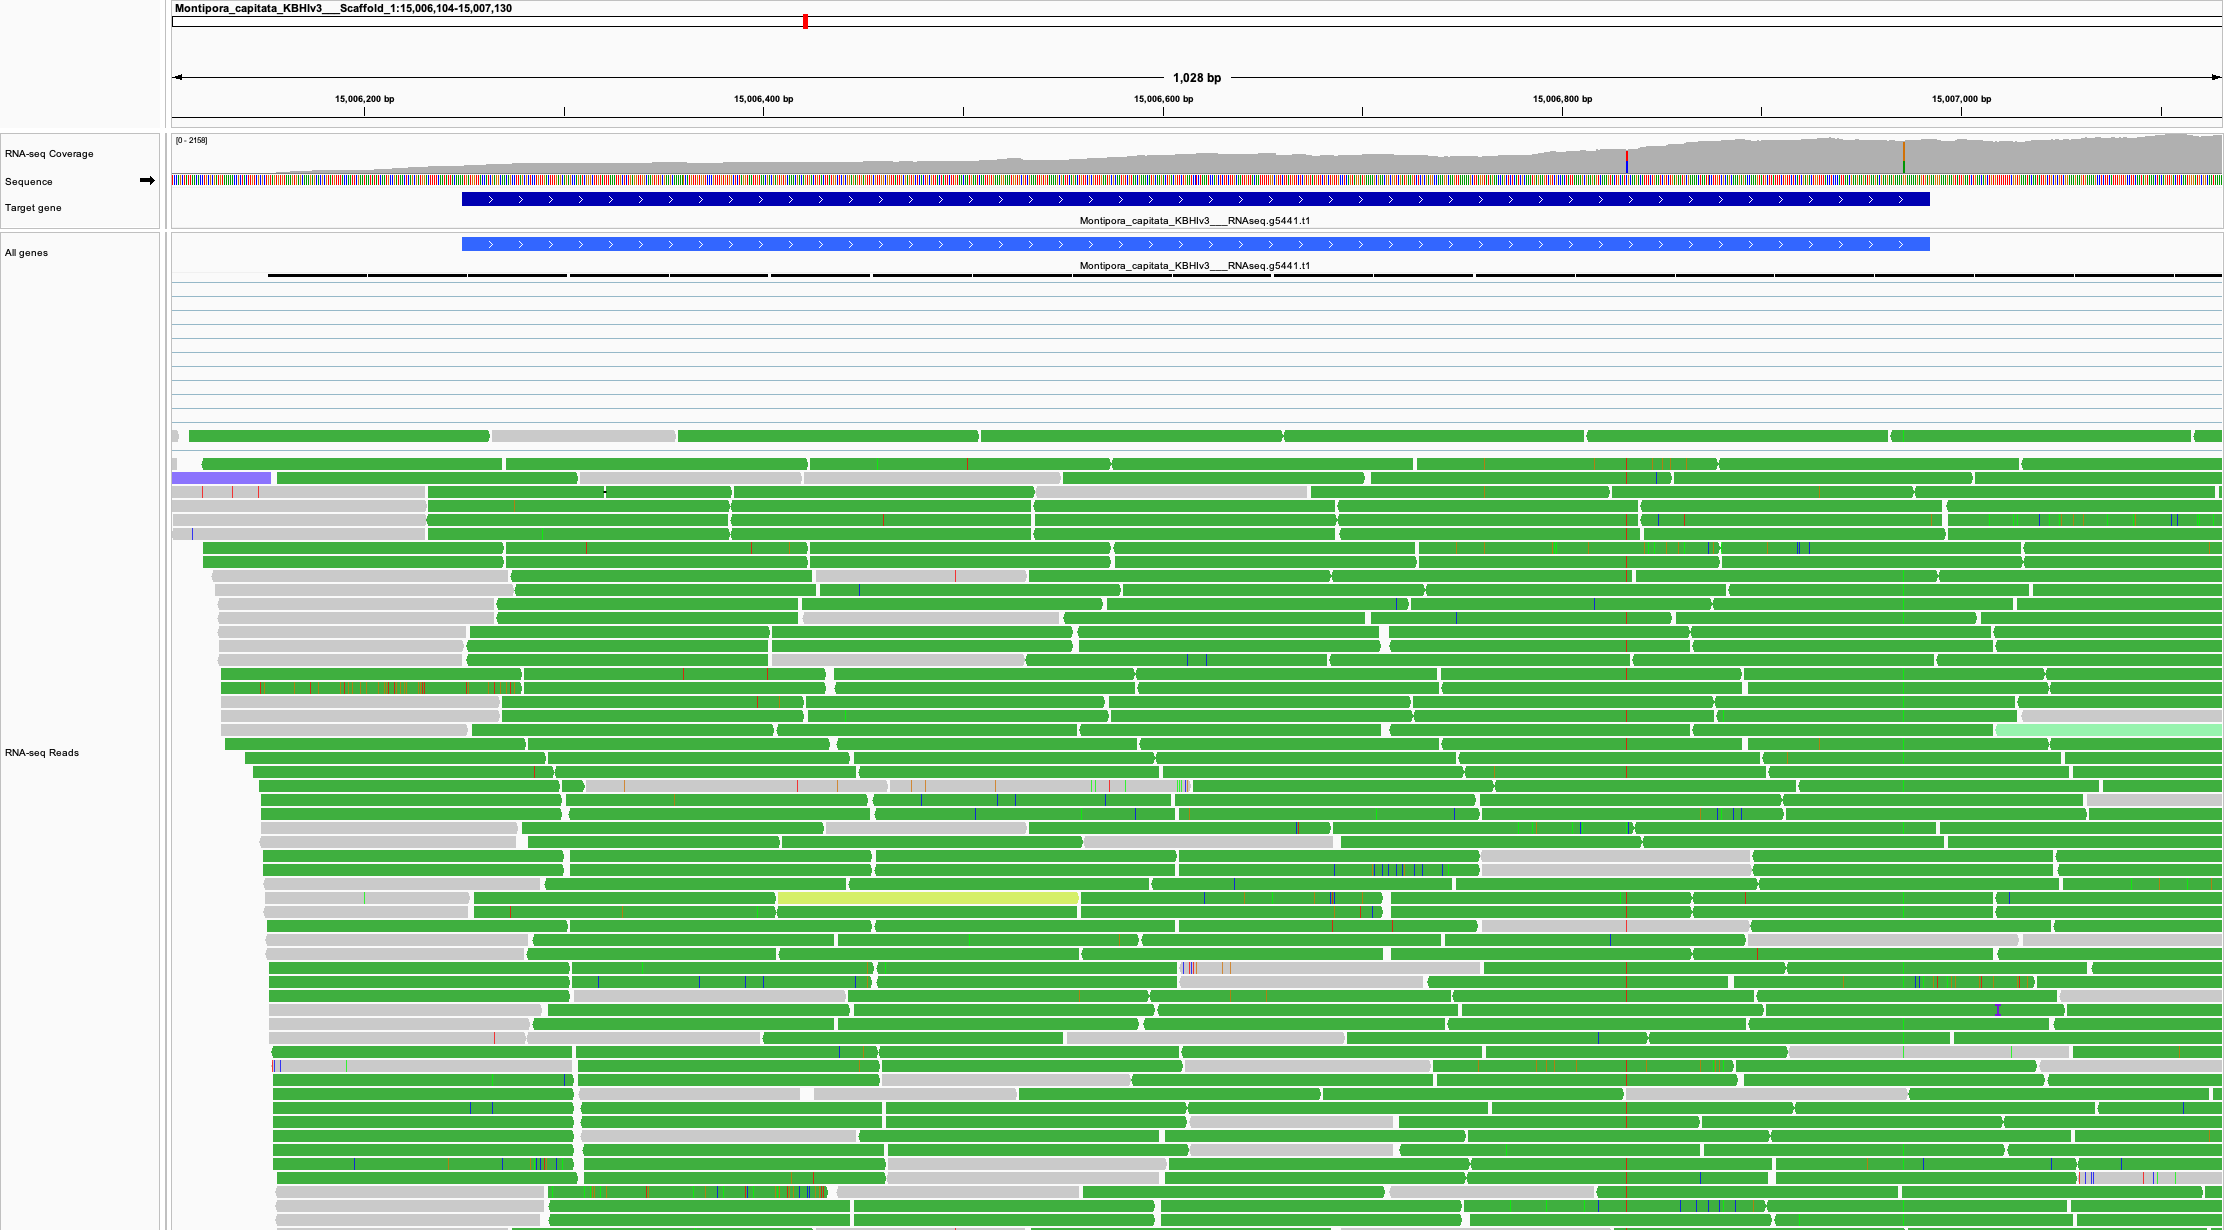 Montipora_capitata_KBHIv3___Scaffold_1:15,006,104-15,007,130
1,028 bp
15,006,200 bp 15,006,400 bp 15,006,600 bp 15,006,800 bp 15,007,000 bp
[0 - 2158]
RNA-seq Coverage
Sequence
Target gene
Montipora_capitata_KBHIv3___RNAseq.g5441.t1
All genes
Montipora_capitata_KBHIv3___RNAseq.g5441.t1
RNA-seq Reads